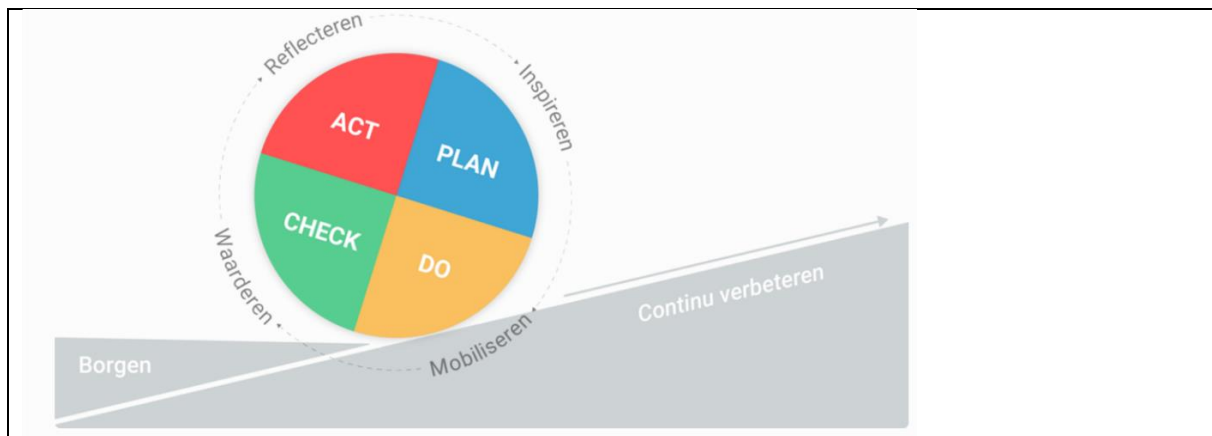 Reflecteren
Inspireren
ACT
PLAN
CHECK
DO
Waarderen
Mobiliseren
Continu verbeteren
Borgen